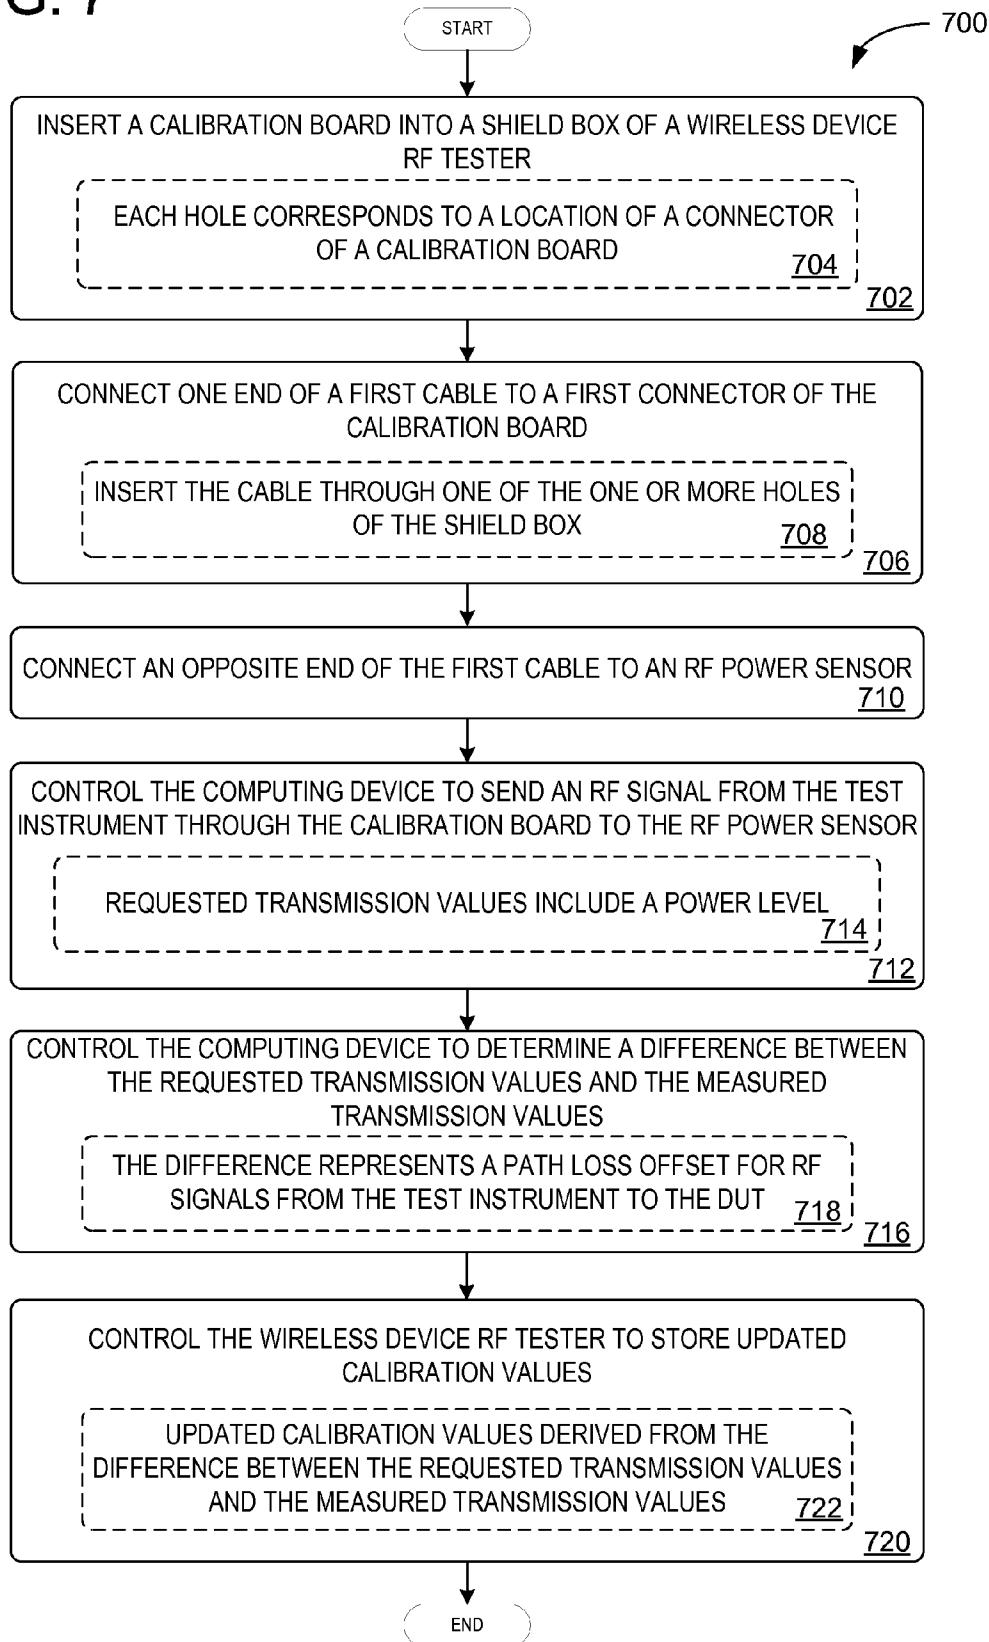 G. 7
START
700
INSERT A CALIBRATION BOARD INTO A SHIELD BOX OF A WIRELESS DEVICE
RF TESTER
EACH HOLE CORRESPONDS TO A LOCATION OF A CONNECTOR
OF A CALIBRATION BOARD
704
702
CONNECT ONE END OF A FIRST CABLE TO A FIRST CONNECTOR OF THE
CALIBRATION BOARD
INSERT THE CABLE THROUGH ONE OF THE ONE OR MORE HOLES
OF THE SHIELD BOX
708
706
CONNECT AN OPPOSITE END OF THE FIRST CABLE TO AN RF POWER SENSOR
710
CONTROL THE COMPUTING DEVICE TO SEND AN RF SIGNAL FROM THE TEST
INSTRUMENT THROUGH THE CALIBRATION BOARD TO THE RF POWER SENSOR
REQUESTED TRANSMISSION VALUES INCLUDE A POWER LEVEL
714
712
CONTROL THE COMPUTING DEVICE TO DETERMINE A DIFFERENCE BETWEEN
THE REQUESTED TRANSMISSION VALUES AND THE MEASURED
TRANSMISSION VALUES
THE DIFFERENCE REPRESENTS A PATH LOSS OFFSET FOR RF
SIGNALS FROM THE TEST INSTRUMENT TO THE DUT
718
716
CONTROL THE WIRELESS DEVICE RF TESTER TO STORE UPDATED
CALIBRATION VALUES
UPDATED CALIBRATION VALUES DERIVED FROM THE
DIFFERENCE BETWEEN THE REQUESTED TRANSMISSION VALUES
AND THE MEASURED TRANSMISSION VALUES
722
720
END